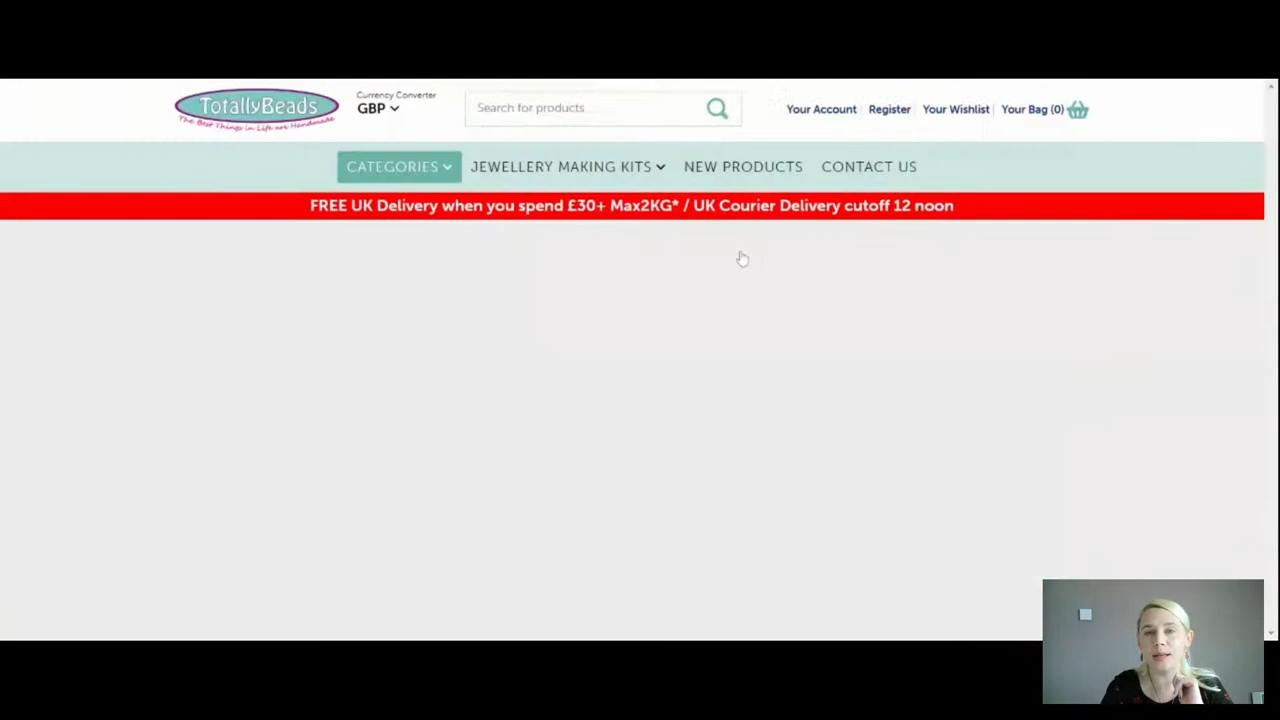 TotallyBeads
The Best Things in Life are Handmade
Currency Converter
GBP
Search for products...
Your Account
Register
Your Wishlist
Your Bag (0)
CATEGORIES
JEWELLERY MAKING KITS
NEW PRODUCTS
CONTACT US
FREE UK Delivery when you spend £30+ Max2KG* / UK Courier Delivery cutoff 12 noon